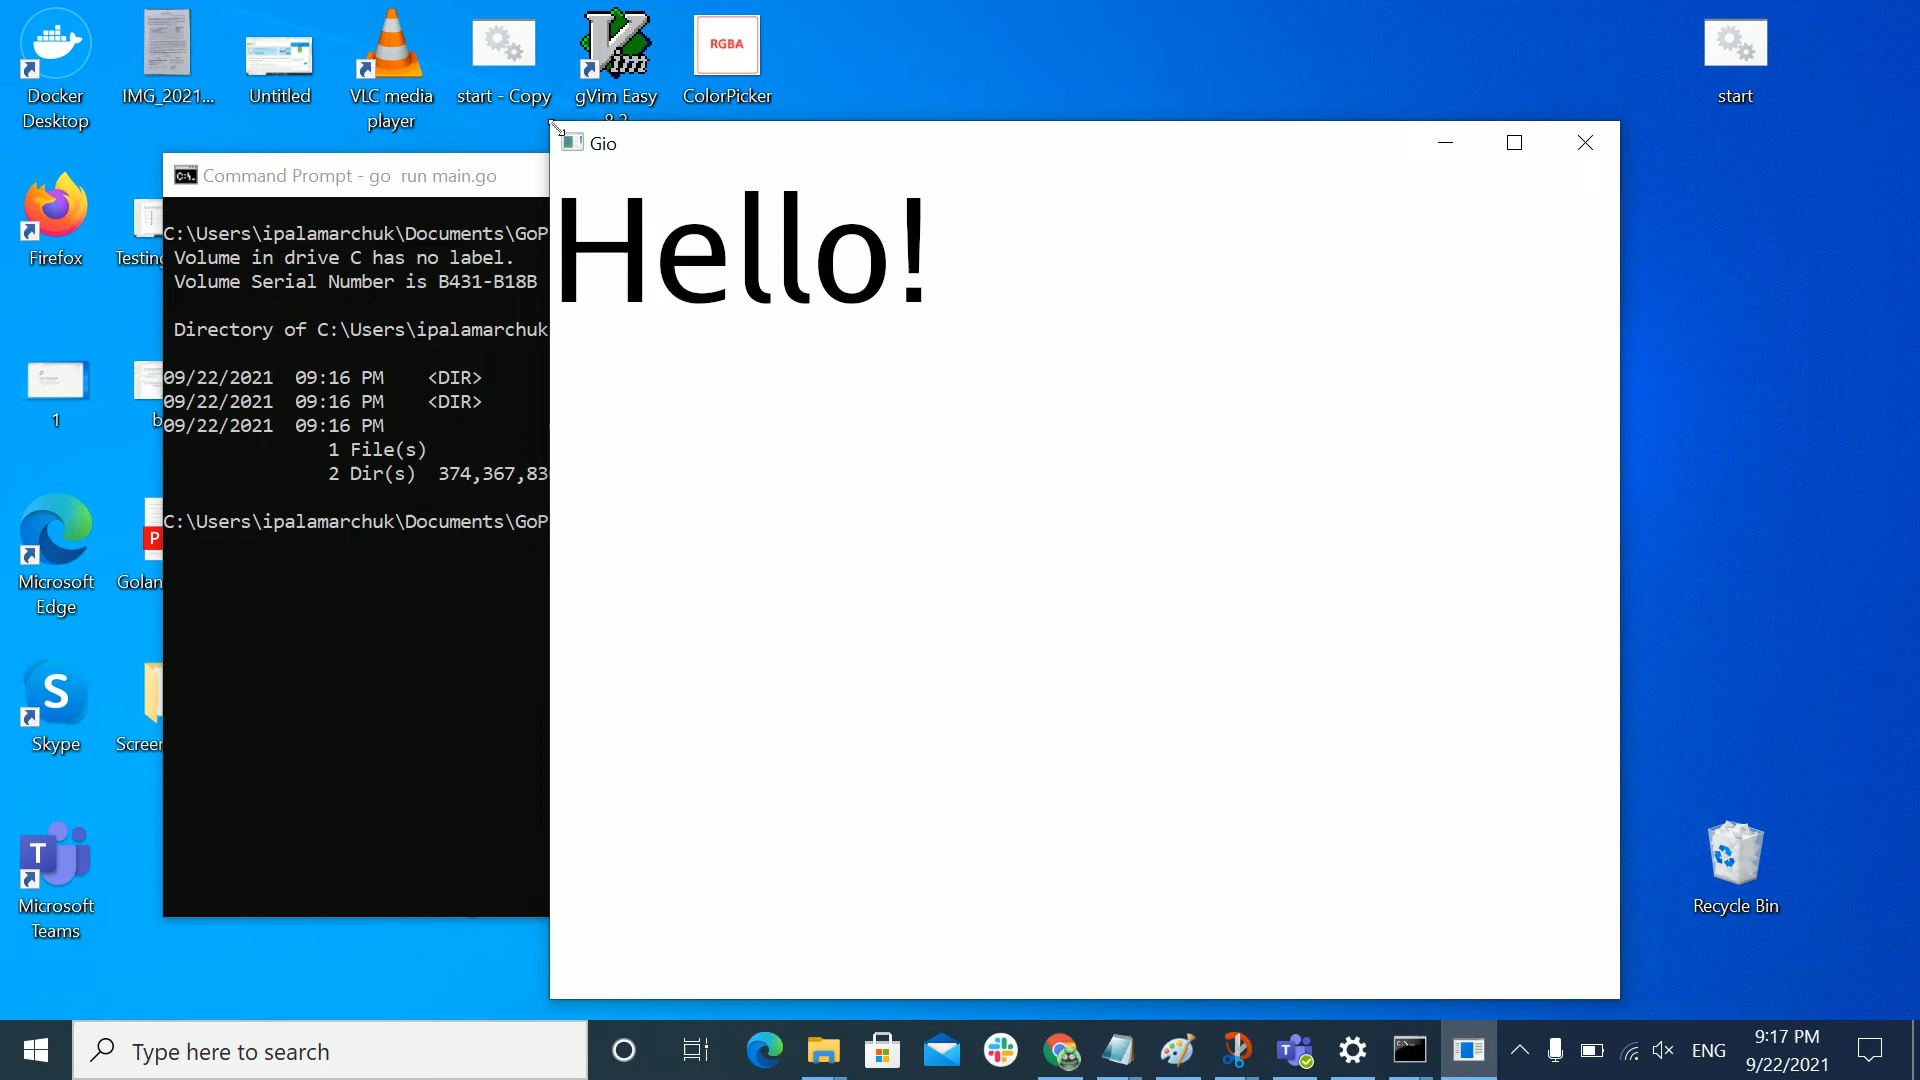 Docker
Desktop
IMG_2021...
Untitled
VLC media
player
start - Copy
gVim Easy
8.2
RGBA
ColorPicker
start
Firefox
Testing
1
b
Microsoft
Edge
Golan
Skype
Screen
Microsoft
Teams
Recycle Bin
Command Prompt - go  run main.go
C:\Users\ipalamarchuk\Documents\GoP
Volume in drive C has no label.
Volume Serial Number is B431-B18B
Directory of C:\Users\ipalamarchuk
09/22/2021  09:16 PM    <DIR>
09/22/2021  09:16 PM    <DIR>
09/22/2021  09:16 PM
1 File(s)
2 Dir(s)  374,367,83
C:\Users\ipalamarchuk\Documents\GoP
Gio
Hello!
Type here to search
ENG
9:17 PM
9/22/2021